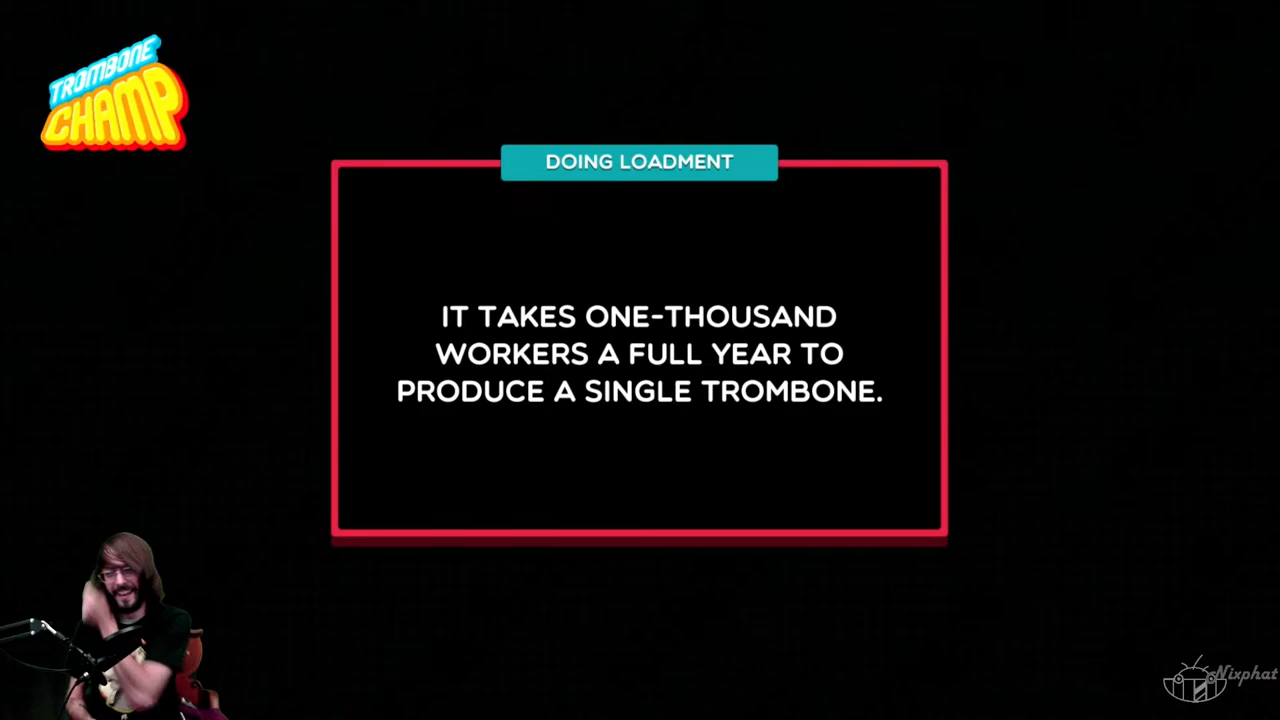 TROMBONE
CHAMP
DOING LOADMENT
IT TAKES ONE-THOUSAND
WORKERS A FULL YEAR TO
PRODUCE A SINGLE TROMBONE.
Nixphat